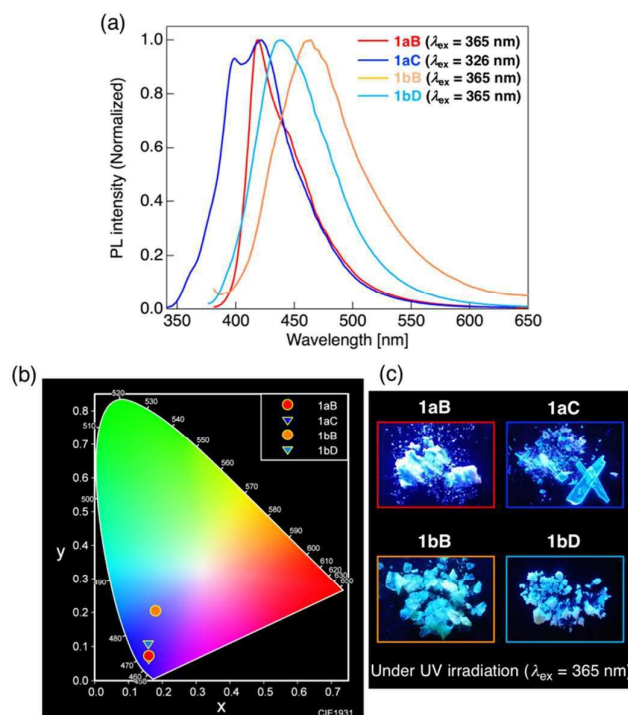 (a)
1.0
0.8
0.6
0.4
0.2
0.0
PL intensity (Normalized)
1aB (λex = 365 nm)
1aC (λex = 326 nm)
1bB (λex = 365 nm)
1bD (λex = 365 nm)
350 400 450 500 550 600 650
Wavelength [nm]
(b)
0.8
0.7
0.6
0.5
0.4
0.3
0.2
0.1
0.0
y
520
530
540
550
560
570
580
590
600
610
620
630
510
500
490
480
470
460
1aB
1aC
1bB
1bD
0.0 0.1 0.2 0.3 0.4 0.5 0.6 0.7
x
CIE1931
(c)
1aB 1aC
1bB 1bD
Under UV irradiation (λex = 365 nm)